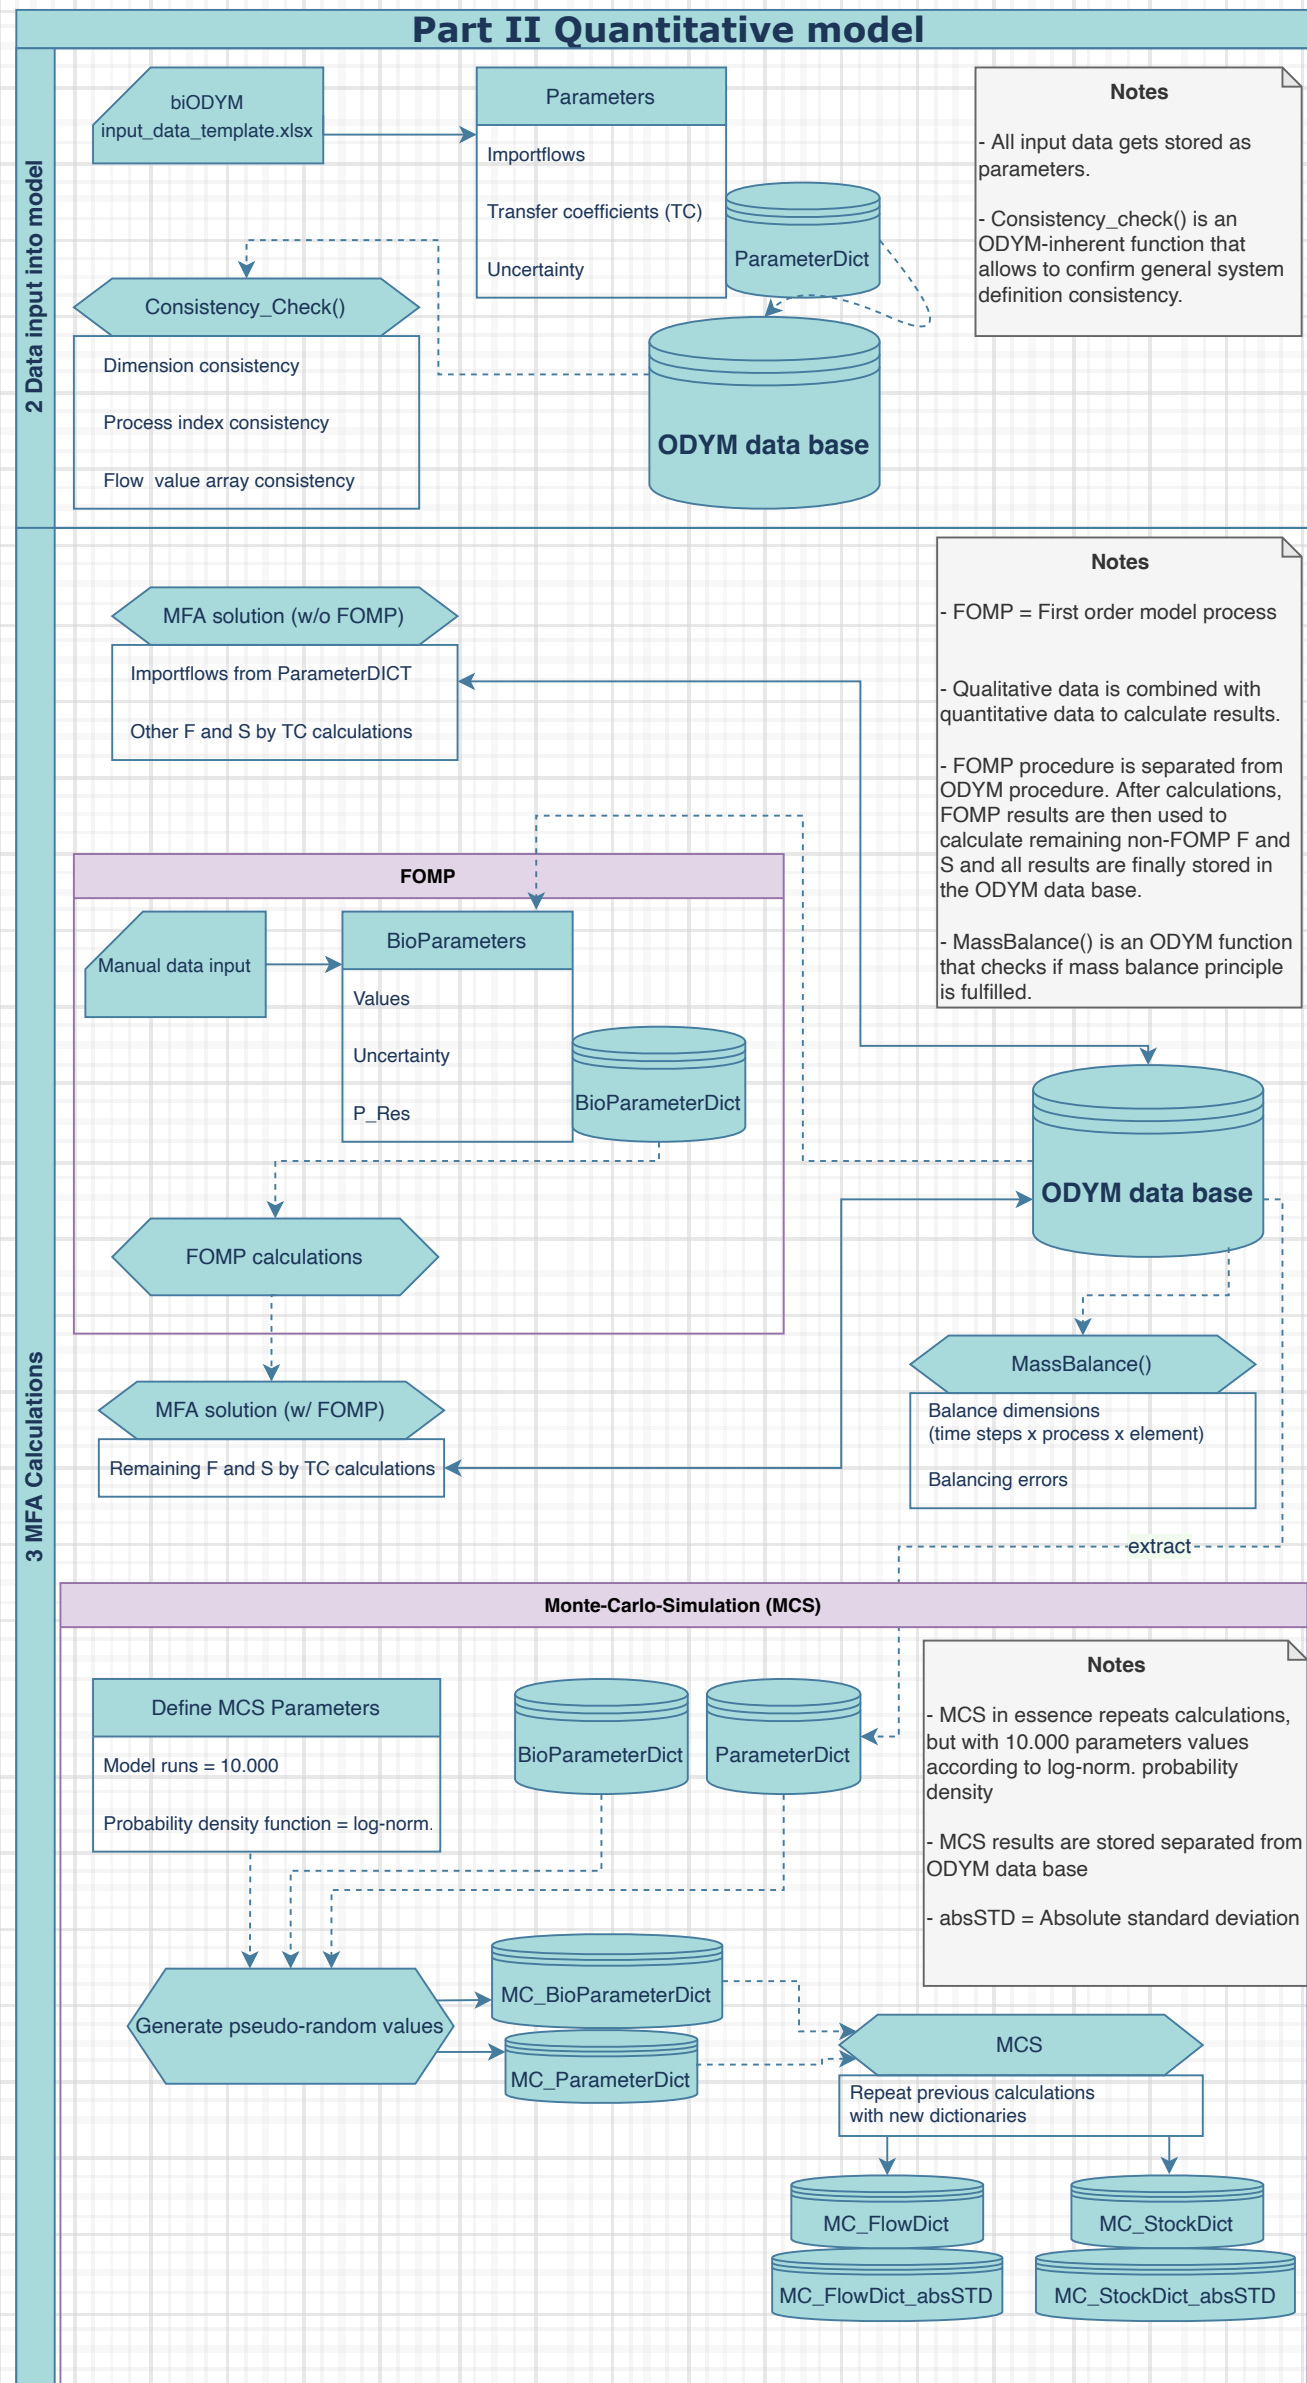 Part II Quantitative model
2 Data input into model
biODYM
input_data_template.xlsx
Parameters
Importflows
Transfer coefficients (TC)
Uncertainty
ParameterDict
Notes
- All input data gets stored as
parameters.
- Consistency_check() is an
ODYM-inherent function that
allows to confirm general system
definition consistency.
Consistency_Check()
Dimension consistency
Process index consistency
Flow  value array consistency
ODYM data base
3 MFA Calculations
MFA solution (w/o FOMP)
Importflows from ParameterDICT
Other F and S by TC calculations
Notes
- FOMP = First order model process
- Qualitative data is combined with
quantitative data to calculate results.
- FOMP procedure is separated from
ODYM procedure. After calculations,
FOMP results are then used to
calculate remaining non-FOMP F and
S and all results are finally stored in
the ODYM data base.
- MassBalance() is an ODYM function
that checks if mass balance principle
is fulfilled.
FOMP
Manual data input
BioParameters
Values
Uncertainty
P_Res
BioParameterDict
FOMP calculations
ODYM data base
MFA solution (w/ FOMP)
Remaining F and S by TC calculations
MassBalance()
Balance dimensions
(time steps x process x element)
Balancing errors
extract
Monte-Carlo-Simulation (MCS)
Define MCS Parameters
Model runs = 10.000
Probability density function = log-norm.
BioParameterDict
ParameterDict
Notes
- MCS in essence repeats calculations,
but with 10.000 parameters values
according to log-norm. probability
density
- MCS results are stored separated from
ODYM data base
- absSTD = Absolute standard deviation
Generate pseudo-random values
MC_BioParameterDict
MC_ParameterDict
MCS
Repeat previous calculations
with new dictionaries
MC_FlowDict
MC_StockDict
MC_FlowDict_absSTD
MC_StockDict_absSTD